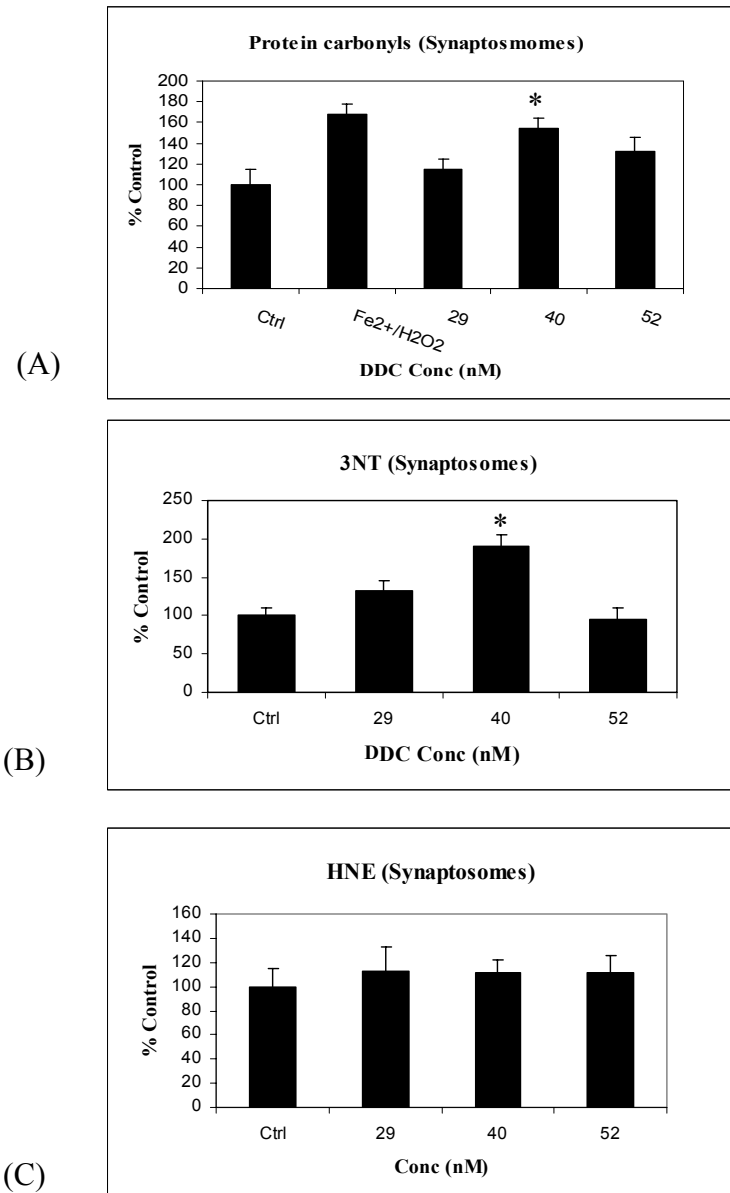 Protein carbonyls (Synaptosmomes)
% Control
200
180
160
140
120
100
80
60
40
20
0
*
Ctrl Fe2+/H2O2 29 40 52
DDC Conc (nM)
(A)
3NT (Synaptosomes)
% Control
250
200
150
100
50
0
*
Ctrl 29 40 52
DDC Conc (nM)
(B)
HNE (Synaptosomes)
% Control
160
140
120
100
80
60
40
20
0
Ctrl 29 40 52
Conc (nM)
(C)